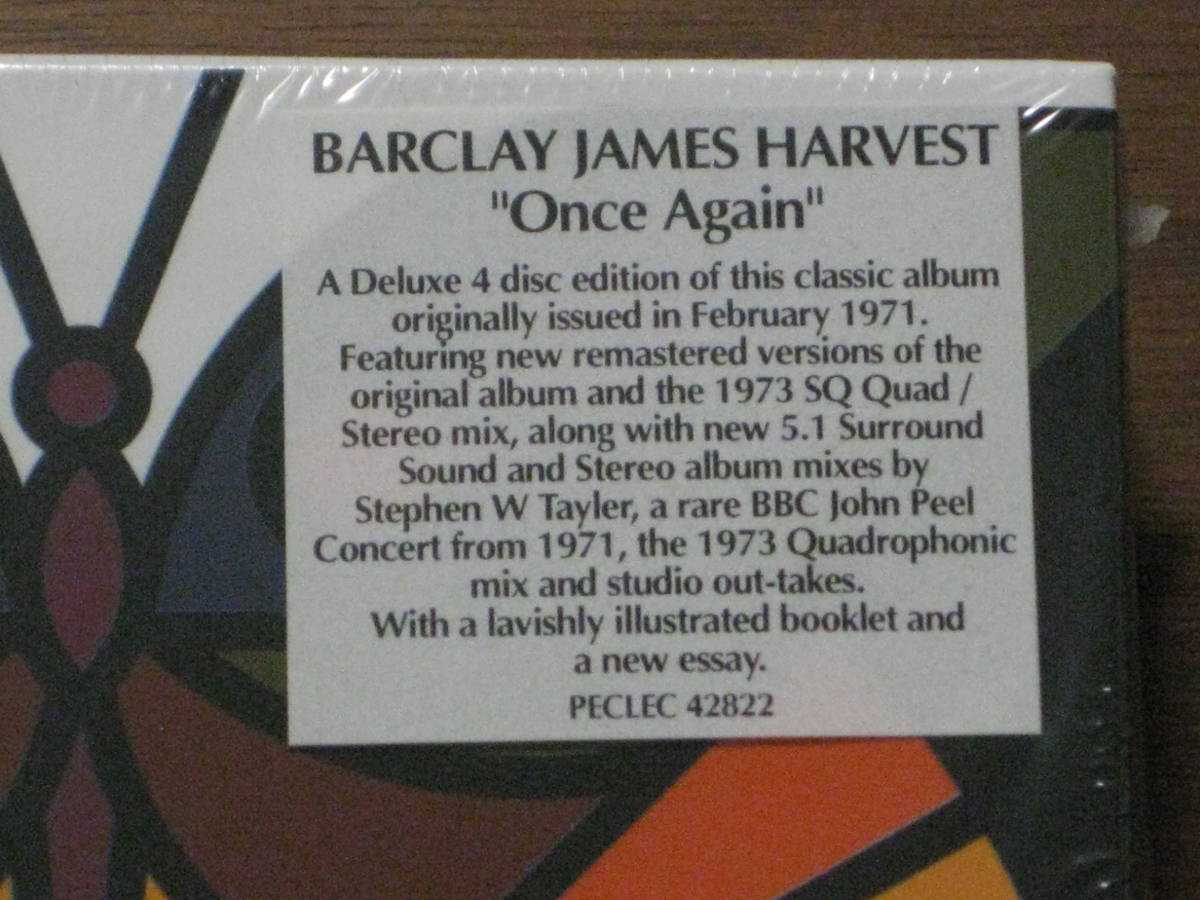 BARCLAY JAMES HARVEST
"Once Again"
A Deluxe 4 disc edition of this classic album
originally issued in February 1971.
Featuring new remastered versions of the
original album and the 1973 SQ Quad /
Stereo mix, along with new 5.1 Surround
Sound and Stereo album mixes by
Stephen W Tayler, a rare BBC John Peel
Concert from 1971, the 1973 Quadrophonic
mix and studio out-takes.
With a lavishly illustrated booklet and
a new essay.
PECLEC 42822